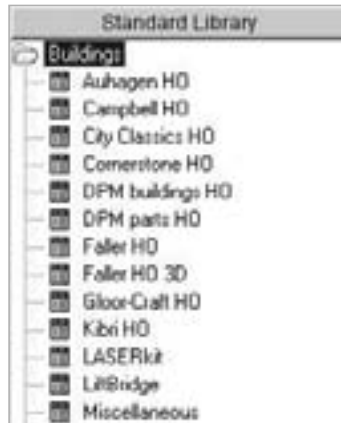 Standard Library
Buildings
Auhagen HO
Campbell HO
City Classics HO
Cornerstone HO
DPM buildings HO
DPM parts HO
Faller HO
Faller HO 3D
Gloor-Craft HO
Kibri HO
LASERkit
LiftBridge
Miscellaneous